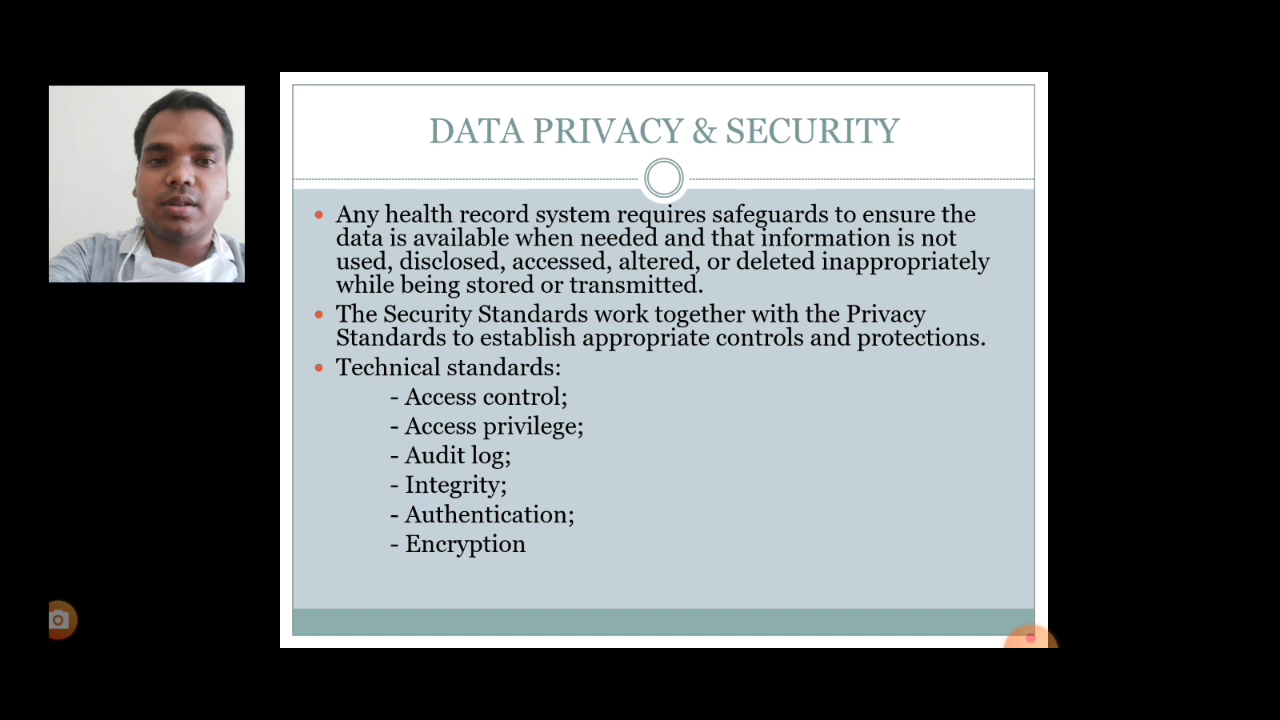 DATA PRIVACY & SECURITY
• Any health record system requires safeguards to ensure the
data is available when needed and that information is not
used, disclosed, accessed, altered, or deleted inappropriately
while being stored or transmitted.
• The Security Standards work together with the Privacy
Standards to establish appropriate controls and protections.
• Technical standards:
- Access control;
- Access privilege;
- Audit log;
- Integrity;
- Authentication;
- Encryption